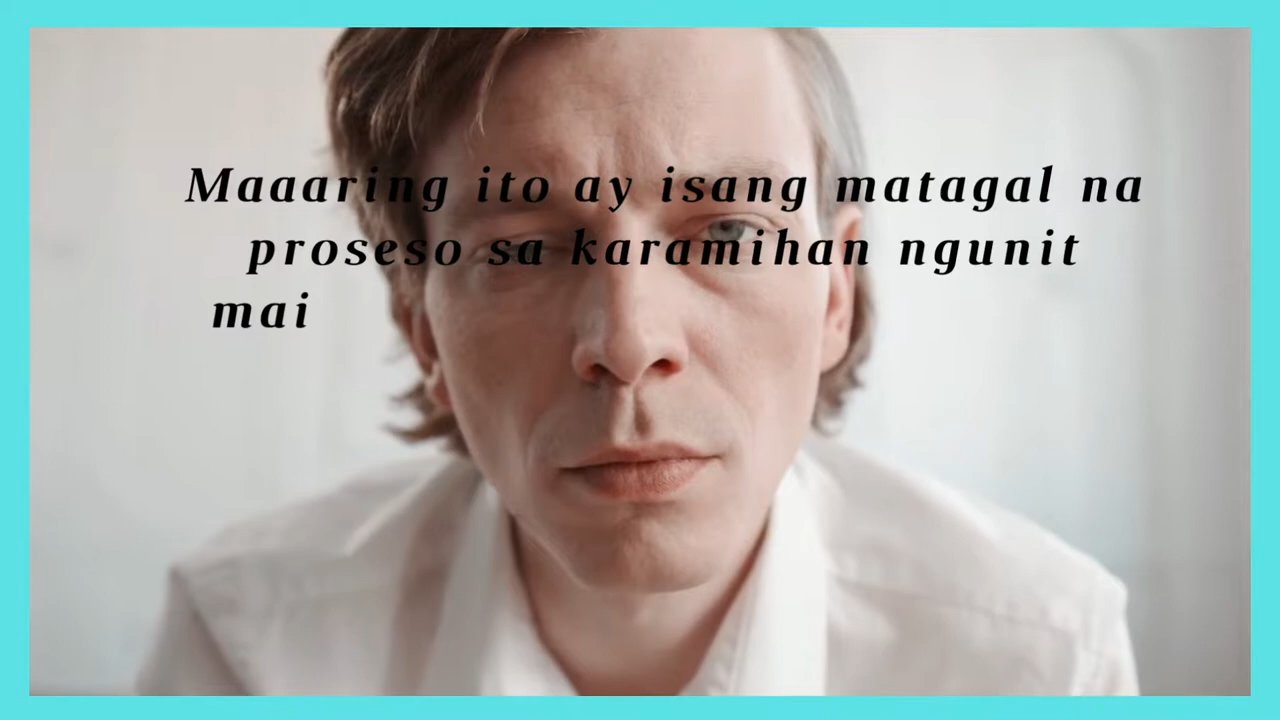 Maaaring ito ay isang matagal na
proseso sa karamihan ngunit
mai